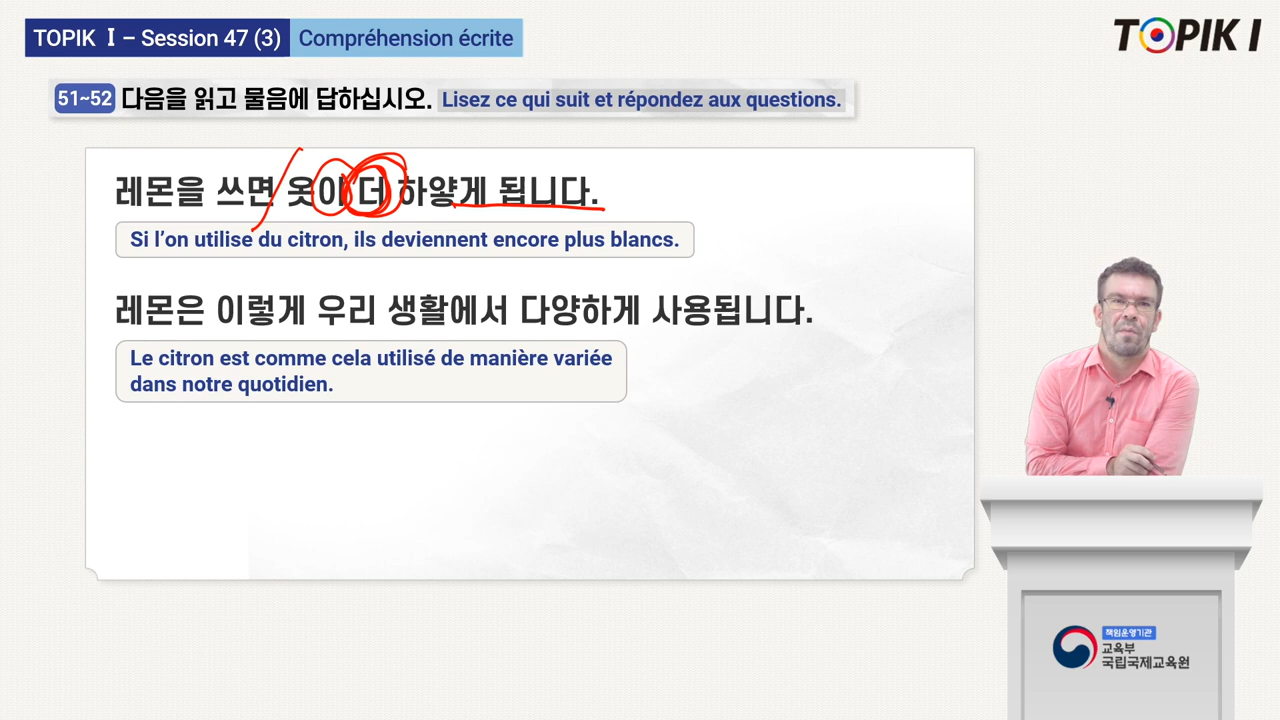 TOPIK Ⅰ – Session 47 (3) Compréhension écrite
TOPIK I
51~52 다음을 읽고 물음에 답하십시오. Lisez ce qui suit et répondez aux questions.
레몬을 쓰면 옷이 더 하얗게 됩니다.
Si l’on utilise du citron, ils deviennent encore plus blancs.
레몬은 이렇게 우리 생활에서 다양하게 사용됩니다.
Le citron est comme cela utilisé de manière variée
dans notre quotidien.
책임운영기관
교육부
국립국제교육원